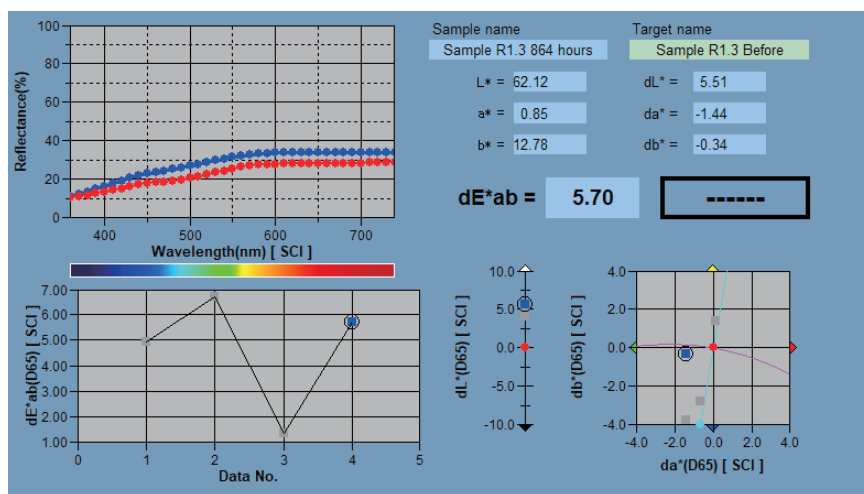 Sample name
Target name
Sample R1.3 864 hours
Sample R1.3 Before
L* = 62.12
dL* = 5.51
a* = 0.85
da* = -1.44
b* = 12.78
db* = -0.34
dE*ab = 5.70
------
Reflectance(%)
100
80
60
40
20
0
400 500 600 700
Wavelength(nm) [ SCI ]
dE*ab(D65) [ SCI ]
7.00
6.00
5.00
4.00
3.00
2.00
1.00
0 1 2 3 4 5
Data No.
dL*(D65) [ SCI ]
10.0
5.0
0.0
-5.0
-10.0
db*(D65) [ SCI ]
4.0
2.0
0.0
-2.0
-4.0
-4.0 -2.0 0.0 2.0 4.0
da*(D65) [ SCI ]